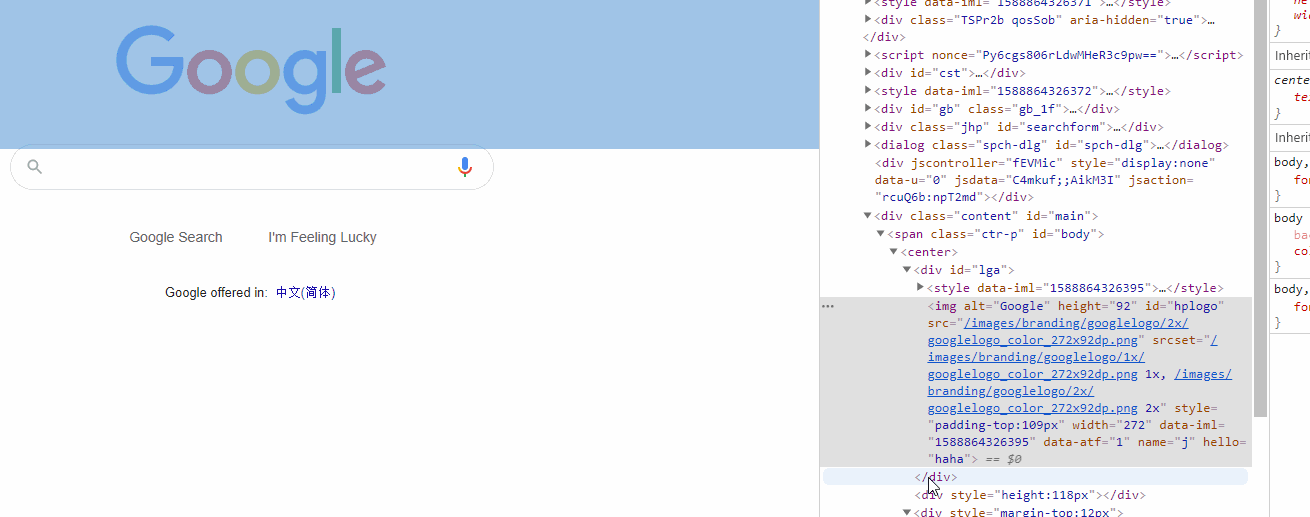 Google
Google Search I'm Feeling Lucky
Google offered in: 中文(简体)
<style data-iml="1588864326371">…</style>
<div class="TSPr2b qosSob" aria-hidden="true">…
</div>
<script nonce="Py6cgs806rLdwMHeR3c9pw==">…</script>
<div id="cst">…</div>
<style data-iml="1588864326372">…</style>
<div id="gb" class="gb_1f">…</div>
<div class="jhp" id="searchform">…</div>
<dialog class="spch-dlg" id="spch-dlg">…</dialog>
<div jscontroller="fEVMic" style="display:none"
data-u="0" jsdata="C4mkuf;;AikM3I" jsaction=
"rcuQ6b:npT2md"></div>
<div class="content" id="main">
<span class="ctr-p" id="body">
<center>
<div id="lga">
<style data-iml="1588864326395">…</style>
<img alt="Google" height="92" id="hplogo"
src="/images/branding/googlelogo/2x/
googlelogo_color_272x92dp.png" srcset="/
images/branding/googlelogo/1x/
googlelogo_color_272x92dp.png 1x, /images/
branding/googlelogo/2x/
googlelogo_color_272x92dp.png 2x" style=
"padding-top:109px" width="272" data-iml=
"1588864326395" data-atf="1" name="j" hello=
"haha"> == $0
</div>
<div style="height:118px"></div>
<div style="margin-top:12px">
he
wi
}
Inherit
cente
te
}
Inherit
body,
fo
}
body
ba
co
}
body,
fo
}